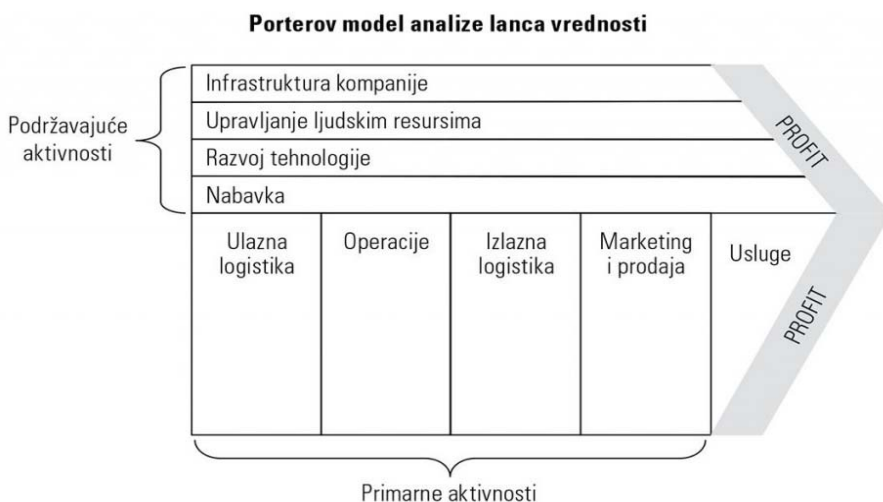 Porterov model analize lanca vrednosti
Podržavajuće
aktivnosti
Infrastruktura kompanije
Upravljanje ljudskim resursima
Razvoj tehnologije
Nabavka
PROFIT
Ulazna
logistika
Operacije
Izlazna
logistika
Marketing
i prodaja
Usluge
PROFIT
Primarne aktivnosti